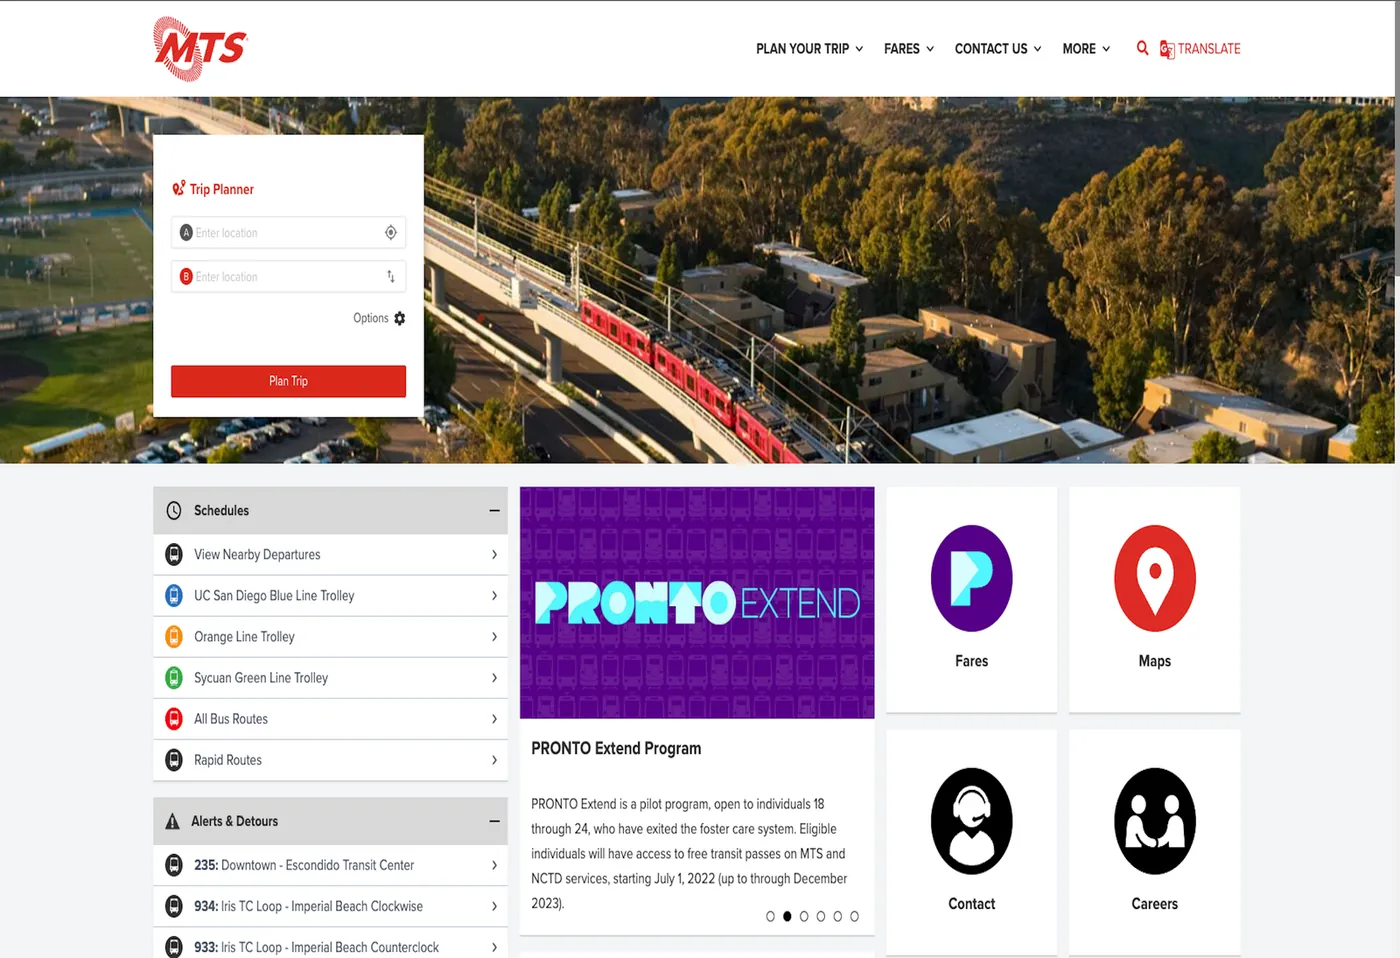 MTS
PLAN YOUR TRIP
FARES
CONTACT US
MORE
TRANSLATE
Trip Planner
A Enter location
B Enter location
Options
Plan Trip
Schedules
View Nearby Departures
UC San Diego Blue Line Trolley
Orange Line Trolley
Sycuan Green Line Trolley
All Bus Routes
Rapid Routes
Alerts & Detours
235: Downtown - Escondido Transit Center
934: Iris TC Loop - Imperial Beach Clockwise
933: Iris TC Loop - Imperial Beach Counterclock
PRONTO EXTEND
PRONTO Extend Program
PRONTO Extend is a pilot program, open to individuals 18
through 24, who have exited the foster care system. Eligible
individuals will have access to free transit passes on MTS and
NCTD services, starting July 1, 2022 (up to through December
2023).
P
Fares
Maps
Contact
Careers